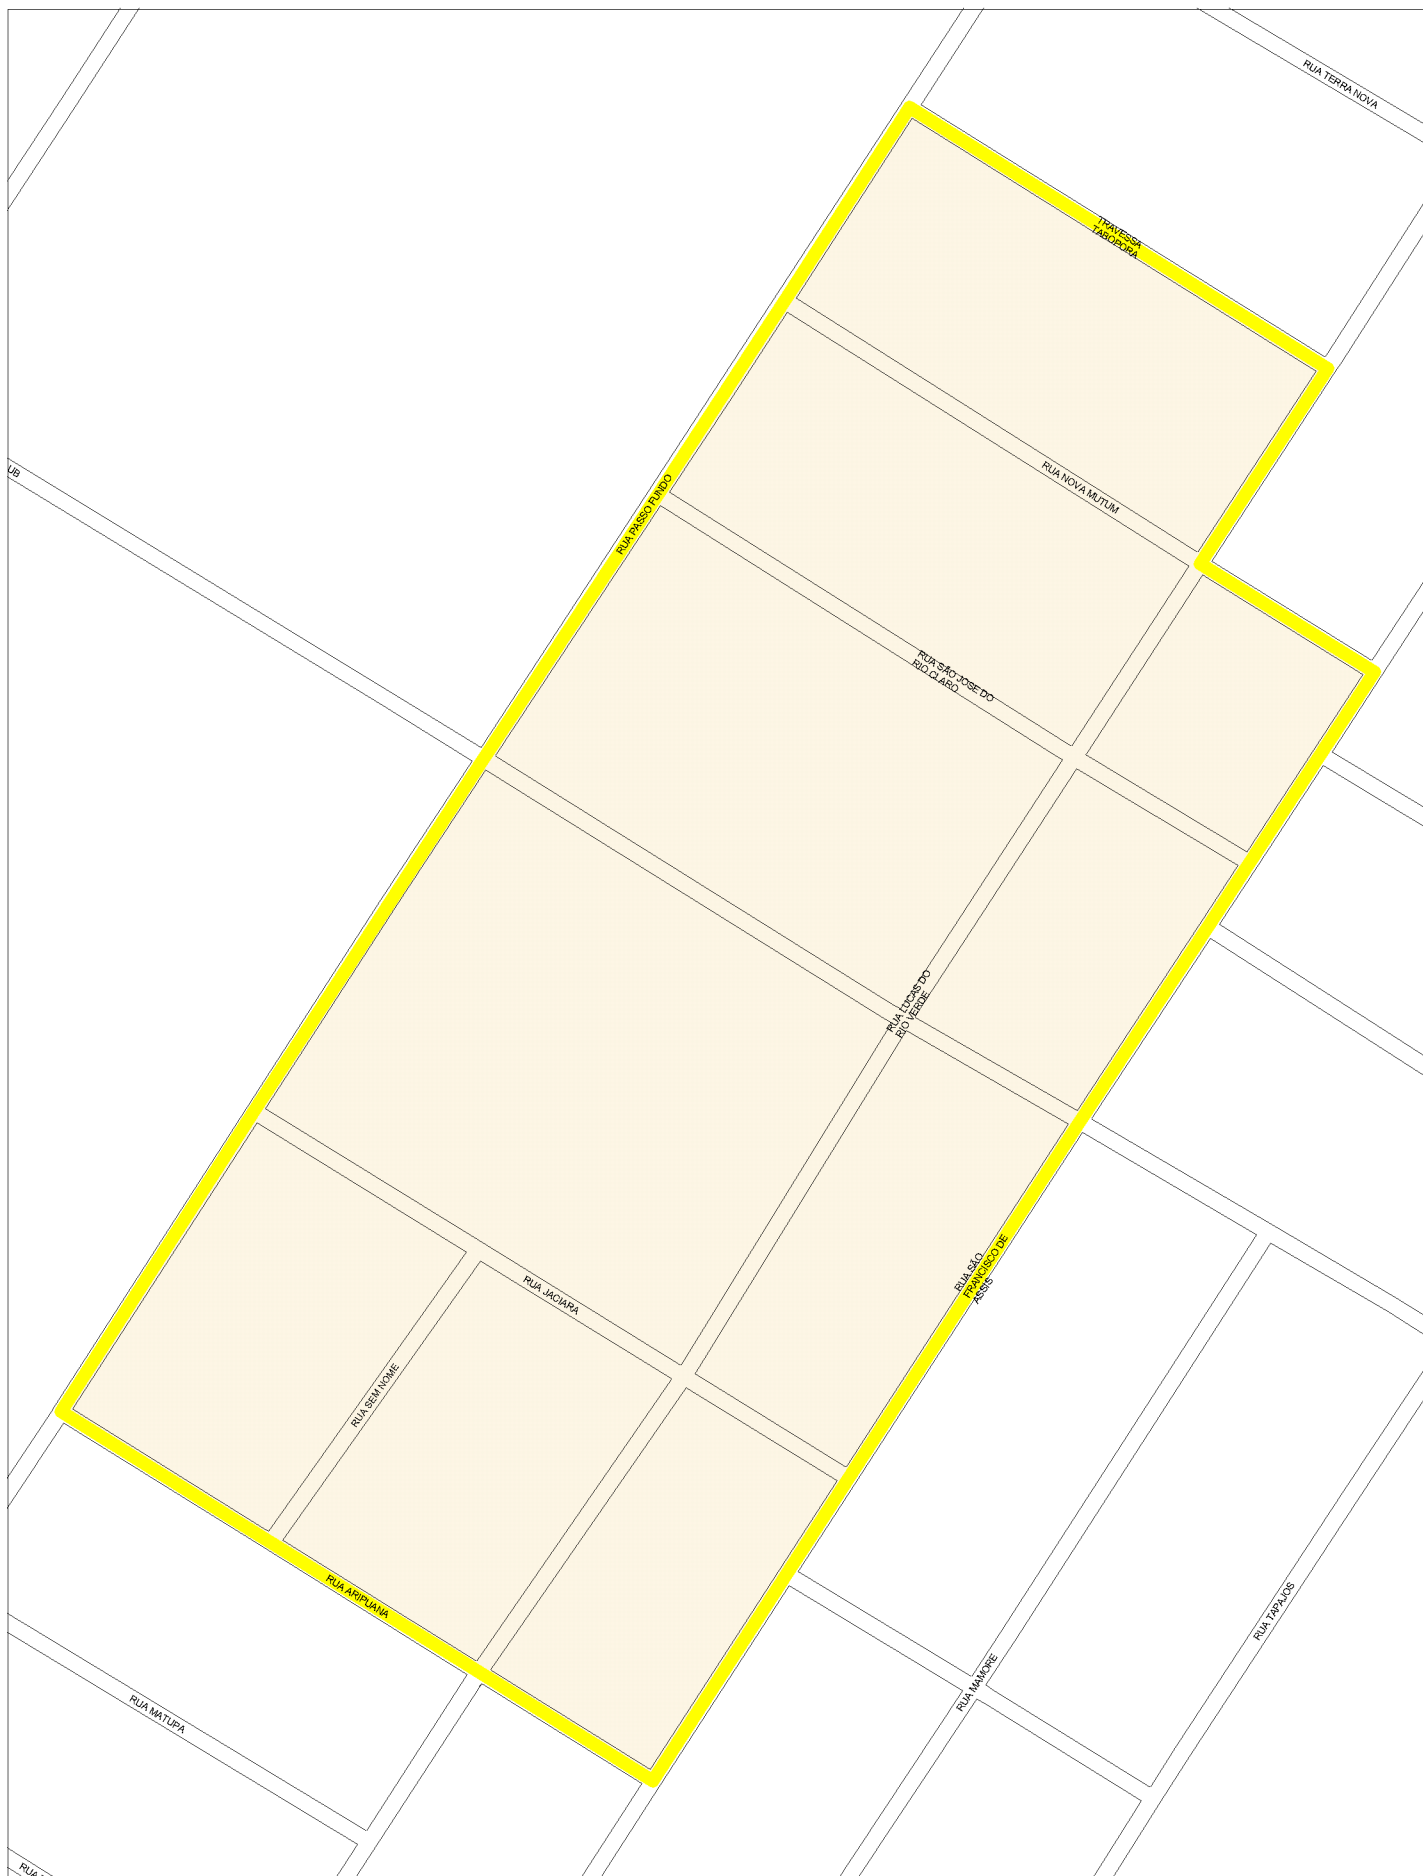 RUA TERRA NOVA
TRAVESSA
TABOPORA
UB
RUA NOVA MUTUM
RUA PASSO FUNDO
RUA SÃO JOSE DO
RIO CLARO
RUA LUCAS DO
RIO VERDE
RUA SÃO
FRANCISCO DE
ASSIS
RUA JACIARA
RUA SEM NOME
RUA ARIPUANA
RUA TAPAJOS
RUA MAMORE
RUA MATUPA
RUA